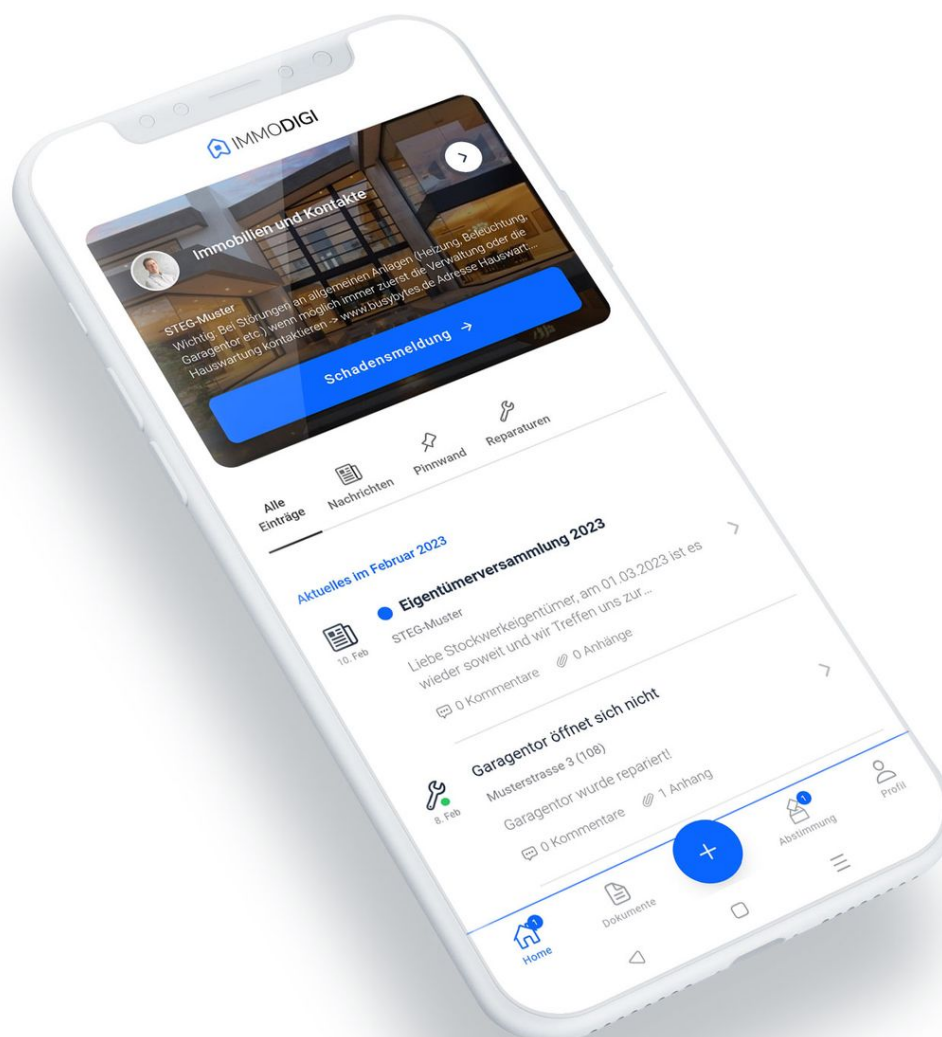 IMMODIGI
Immobilien und Kontakte
STEG-Muster
Wichtig: Bei Störungen an allgemeinen Anlagen (Heizung, Beleuchtung,
Garagentor etc.) wenn möglich immer zuerst die Verwaltung oder die
Hauswartung kontaktieren -> www.busybytes.de Adresse Hauswart:...
Schadensmeldung →
Alle
Einträge
Nachrichten
Pinnwand
Reparaturen
Aktuelles im Februar 2023
10. Feb
Eigentümerversammlung 2023
STEG-Muster
Liebe Stockwerkeigentümer, am 01.03.2023 ist es
wieder soweit und wir Treffen uns zur...
0 Kommentare 0 Anhänge
8. Feb
Garagentor öffnet sich nicht
Musterstrasse 3 (108)
Garagentor wurde repariert!
0 Kommentare 1 Anhang
1
Home
Dokumente
+
1
Abstimmung
Profil